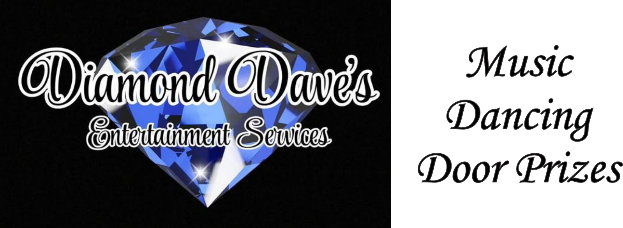 Diamond Dave's
Entertainment Services
Music
Dancing
Door Prizes